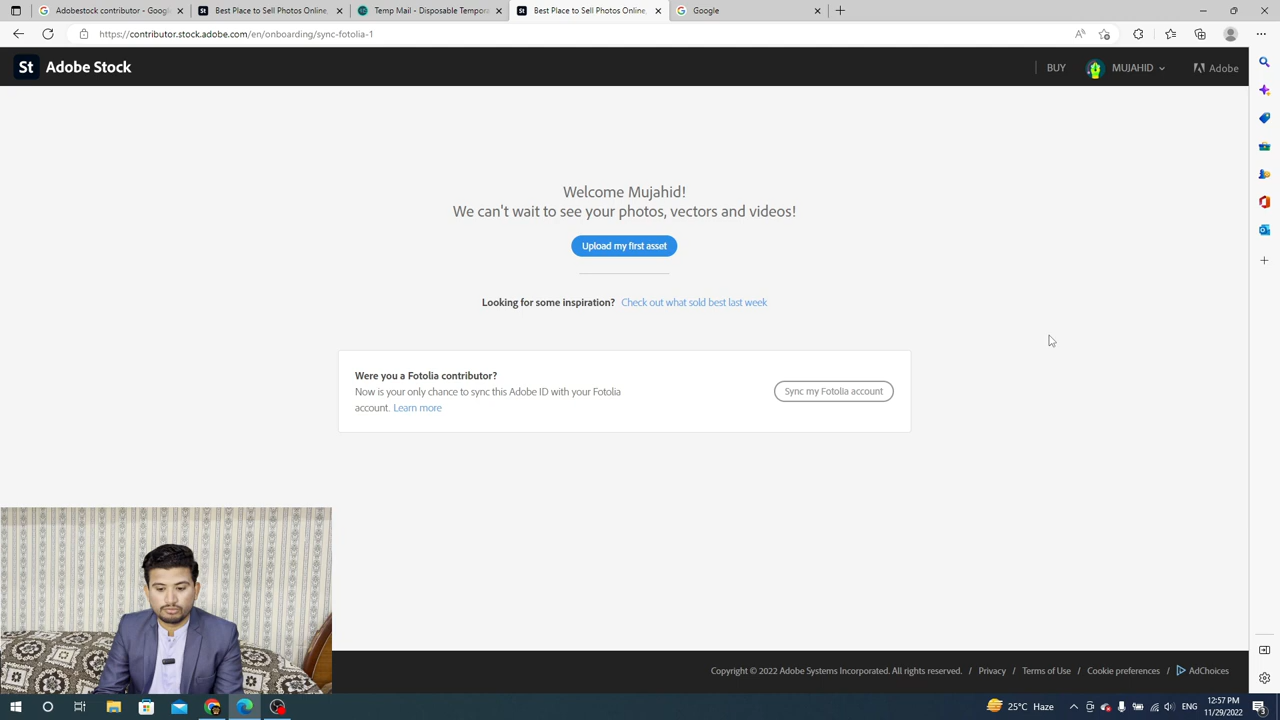 Adobestock contributor - Googl
Best Place to Sell Photos Online,
Temp Mail - Disposable Tempora
Best Place to Sell Photos Online,
Google
https://contributor.stock.adobe.com/en/onboarding/sync-fotolia-1
St Adobe Stock
BUY
MUJAHID
Adobe
Welcome Mujahid!
We can't wait to see your photos, vectors and videos!
Upload my first asset
Looking for some inspiration? Check out what sold best last week
Were you a Fotolia contributor?
Now is your only chance to sync this Adobe ID with your Fotolia
account. Learn more
Sync my Fotolia account
Copyright © 2022 Adobe Systems Incorporated. All rights reserved. / Privacy / Terms of Use / Cookie preferences / AdChoices
25°C Haze
ENG
12:57 PM
11/29/2022
3